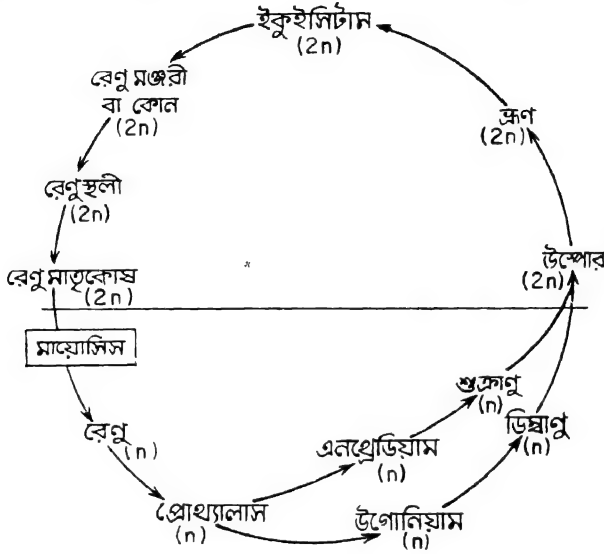 ইকুইসিটাম
(2n)
রেণু মঞ্জরী
বা কোন
(2n)
রেণুস্থলী
(2n)
রেণু মাতৃকোষ
(2n)
মায়োসিস
রেণু
(n)
প্রোথ্যালাস
(n)
এনথ্রেডিয়াম
(n)
উগোনিয়াম
(n)
শুক্রাণু
(n)
ডিম্বাণু
(n)
উস্পোর
(2n)
ভ্রূণ
(2n)